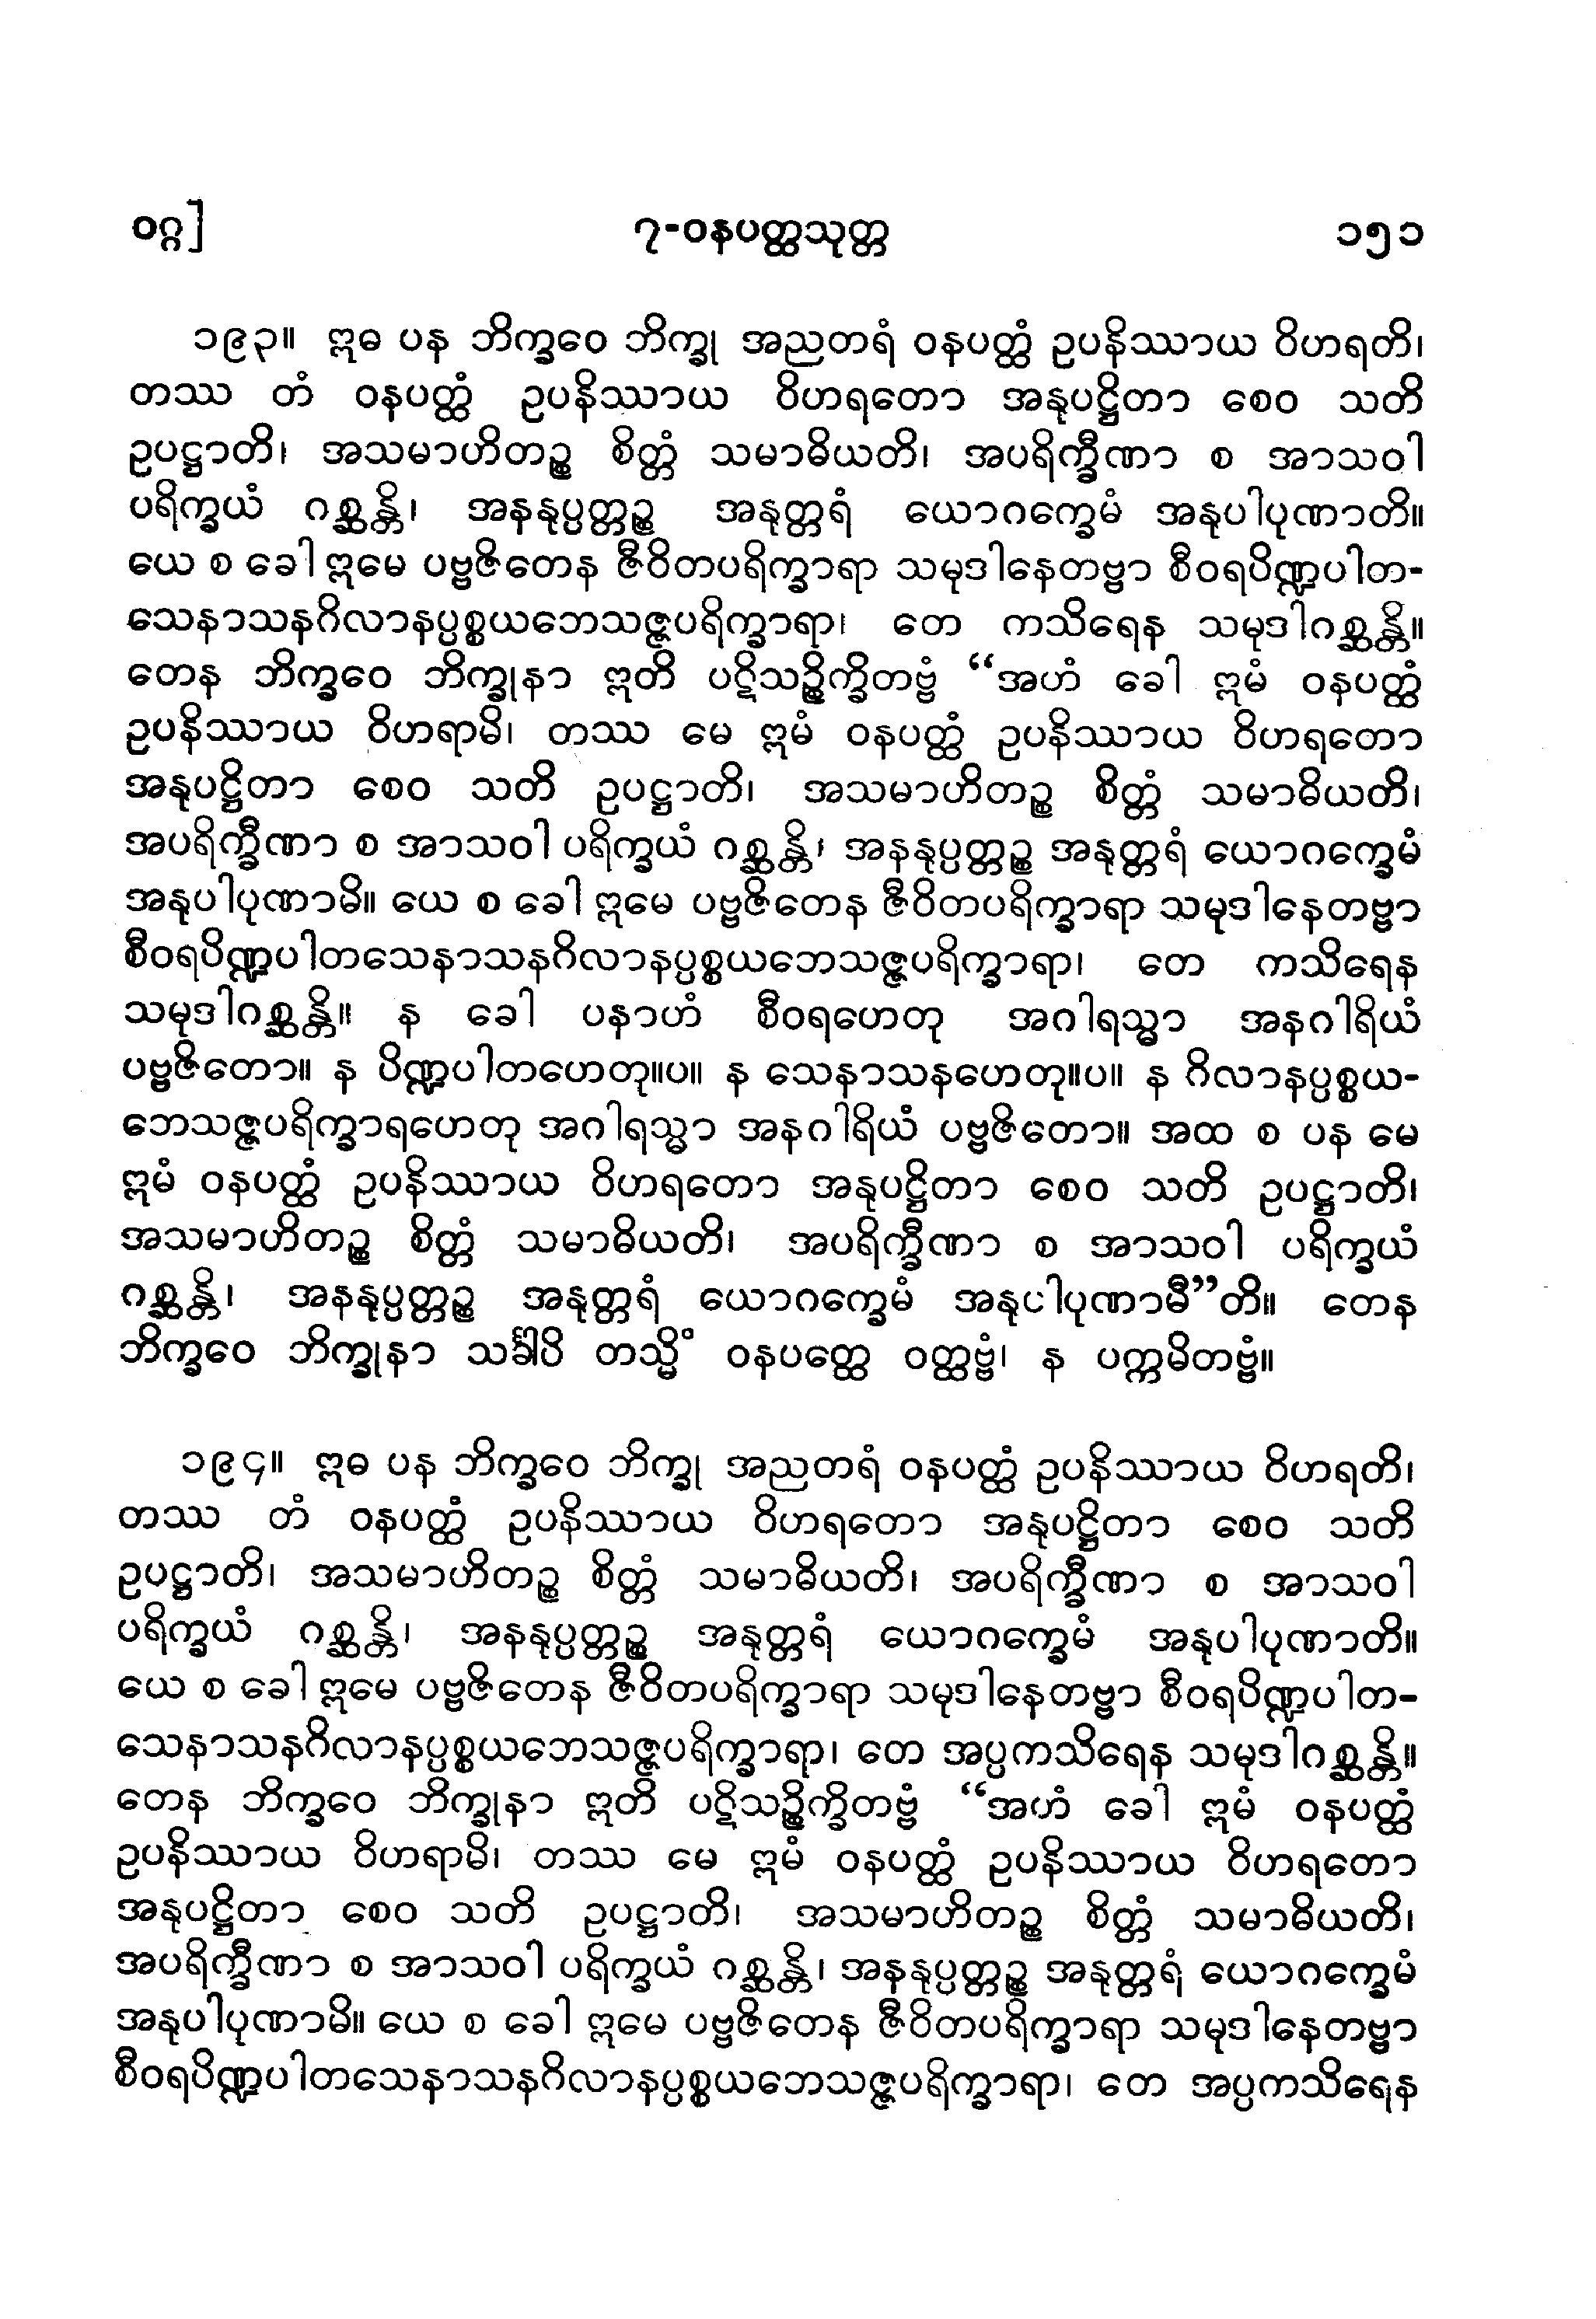 ဝဂ္ဂ]
၇-ဝနပတ္ထသုတ္တ
၁၅၁
၁၉၃။ ဣဓ ပန ဘိက္ခဝေ ဘိက္ခု အညတရံ ဝနပတ္ထံ ဥပနိဿာယ ဝိဟရတိ၊
တဿ တံ ဝနပတ္ထံ ဥပနိဿာယ ဝိဟရတော အနုပဋ္ဌိတာ စေဝ သတိ
ဥပဋ္ဌာတိ၊ အသမာဟိတဉ္စ စိတ္တံ သမာဓိယတိ၊ အပရိက္ခီဏာ စ အာသဝါ
ပရိက္ခယံ ဂစ္ဆန္တိ၊ အနနုပ္ပတ္တဉ္စ အနုတ္တရံ ယောဂက္ခေမံ အနုပါပုဏာတိ။
ယေ စ ခေါ ဣမေ ပဗ္ဗဇိတေန ဇီဝိတပရိက္ခာရာ သမုဒါနေတဗ္ဗာ စီဝရပိဏ္ဍပါတ-
သေနာသနဂိလာနပ္ပစ္စယဘေသဇ္ဇပရိက္ခာရာ၊ တေ ကသိရေန သမုဒါဂစ္ဆန္တိ။
တေန ဘိက္ခဝေ ဘိက္ခုနာ ဣတိ ပဋိသဉ္စိက္ခိတဗ္ဗံ “အဟံ ခေါ ဣမံ ဝနပတ္ထံ
ဥပနိဿာယ ဝိဟရာမိ၊ တဿ မေ ဣမံ ဝနပတ္ထံ ဥပနိဿာယ ဝိဟရတော
အနုပဋ္ဌိတာ စေဝ သတိ ဥပဋ္ဌာတိ၊ အသမာဟိတဉ္စ စိတ္တံ သမာဓိယတိ၊
အပရိက္ခီဏာ စ အာသဝါ ပရိက္ခယံ ဂစ္ဆန္တိ၊ အနနုပ္ပတ္တဉ္စ အနုတ္တရံ ယောဂက္ခေမံ
အနုပါပုဏာမိ။ ယေ စ ခေါ ဣမေ ပဗ္ဗဇိတေန ဇီဝိတပရိက္ခာရာ သမုဒါနေတဗ္ဗာ
စီဝရပိဏ္ဍပါတသေနာသနဂိလာနပ္ပစ္စယဘေသဇ္ဇပရိက္ခာရာ၊ တေ ကသိရေန
သမုဒါဂစ္ဆန္တိ။ န ခေါ ပနာဟံ စီဝရဟေတု အဂါရသ္မာ အနဂါရိယံ
ပဗ္ဗဇိတော။ န ပိဏ္ဍပါတဟေတု။ပ။ န သေနာသနဟေတု။ပ။ န ဂိလာနပ္ပစ္စယ-
ဘေသဇ္ဇပရိက္ခာရဟေတု အဂါရသ္မာ အနဂါရိယံ ပဗ္ဗဇိတော။ အထ စ ပန မေ
ဣမံ ဝနပတ္ထံ ဥပနိဿာယ ဝိဟရတော အနုပဋ္ဌိတာ စေဝ သတိ ဥပဋ္ဌာတိ၊
အသမာဟိတဉ္စ စိတ္တံ သမာဓိယတိ၊ အပရိက္ခီဏာ စ အာသဝါ ပရိက္ခယံ
ဂစ္ဆန္တိ၊ အနနုပ္ပတ္တဉ္စ အနုတ္တရံ ယောဂက္ခေမံ အနုပါပုဏာမီ”တိ။ တေန
ဘိက္ခဝေ ဘိက္ခုနာ သင်္ခါပိ တသ္မိံ ဝနပတ္ထေ ဝတ္ထဗ္ဗံ၊ န ပက္ကမိတဗ္ဗံ။
၁၉၄။ ဣဓ ပန ဘိက္ခဝေ ဘိက္ခု အညတရံ ဝနပတ္ထံ ဥပနိဿာယ ဝိဟရတိ၊
တဿ တံ ဝနပတ္ထံ ဥပနိဿာယ ဝိဟရတော အနုပဋ္ဌိတာ စေဝ သတိ
ဥပဋ္ဌာတိ၊ အသမာဟိတဉ္စ စိတ္တံ သမာဓိယတိ၊ အပရိက္ခီဏာ စ အာသဝါ
ပရိက္ခယံ ဂစ္ဆန္တိ၊ အနနုပ္ပတ္တဉ္စ အနုတ္တရံ ယောဂက္ခေမံ အနုပါပုဏာတိ။
ယေ စ ခေါ ဣမေ ပဗ္ဗဇိတေန ဇီဝိတပရိက္ခာရာ သမုဒါနေတဗ္ဗာ စီဝရပိဏ္ဍပါတ-
သေနာသနဂိလာနပ္ပစ္စယဘေသဇ္ဇပရိက္ခာရာ၊ တေ အပ္ပကသိရေန သမုဒါဂစ္ဆန္တိ။
တေန ဘိက္ခဝေ ဘိက္ခုနာ ဣတိ ပဋိသဉ္စိက္ခိတဗ္ဗံ “အဟံ ခေါ ဣမံ ဝနပတ္ထံ
ဥပနိဿာယ ဝိဟရာမိ၊ တဿ မေ ဣမံ ဝနပတ္ထံ ဥပနိဿာယ ဝိဟရတော
အနုပဋ္ဌိတာ စေဝ သတိ ဥပဋ္ဌာတိ၊ အသမာဟိတဉ္စ စိတ္တံ သမာဓိယတိ၊
အပရိက္ခီဏာ စ အာသဝါ ပရိက္ခယံ ဂစ္ဆန္တိ၊ အနနုပ္ပတ္တဉ္စ အနုတ္တရံ ယောဂက္ခေမံ
အနုပါပုဏာမိ။ ယေ စ ခေါ ဣမေ ပဗ္ဗဇိတေန ဇီဝိတပရိက္ခာရာ သမုဒါနေတဗ္ဗာ
စီဝရပိဏ္ဍပါတသေနာသနဂိလာနပ္ပစ္စယဘေသဇ္ဇပရိက္ခာရာ၊ တေ အပ္ပကသိရေန